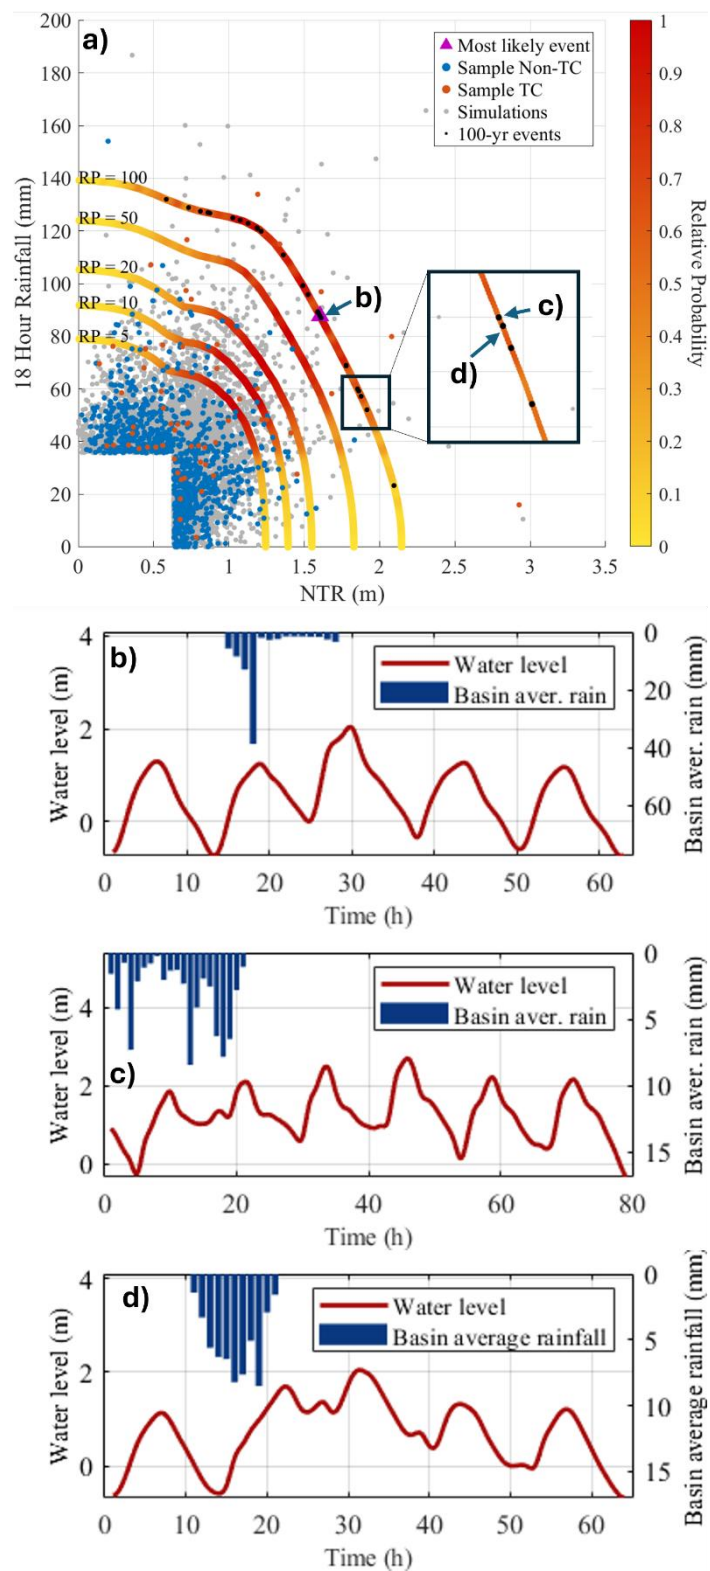 a)
200
180
160
140
120
100
80
60
40
20
0
18 Hour Rainfall (mm)
RP = 100
RP = 50
RP = 20
RP = 10
RP = 5
Most likely event
Sample Non-TC
Sample TC
Simulations
100-yr events
b)
c)
d)
0 0.5 1 1.5 2 2.5 3 3.5
NTR (m)
1
0.9
0.8
0.7
0.6
0.5
0.4
0.3
0.2
0.1
0
Relative Probability
b)
4
2
0
Water level (m)
Water level
Basin aver. rain
0
20
40
60
Basin aver. rain (mm)
0 10 20 30 40 50 60
Time (h)
c)
4
2
0
Water level (m)
Water level
Basin aver. rain
0
5
10
15
Basin aver. rain (mm)
0 20 40 60 80
Time (h)
d)
4
2
0
Water level (m)
Water level
Basin average rainfall
0
5
10
15
Basin average rainfall (mm)
0 10 20 30 40 50 60
Time (h)